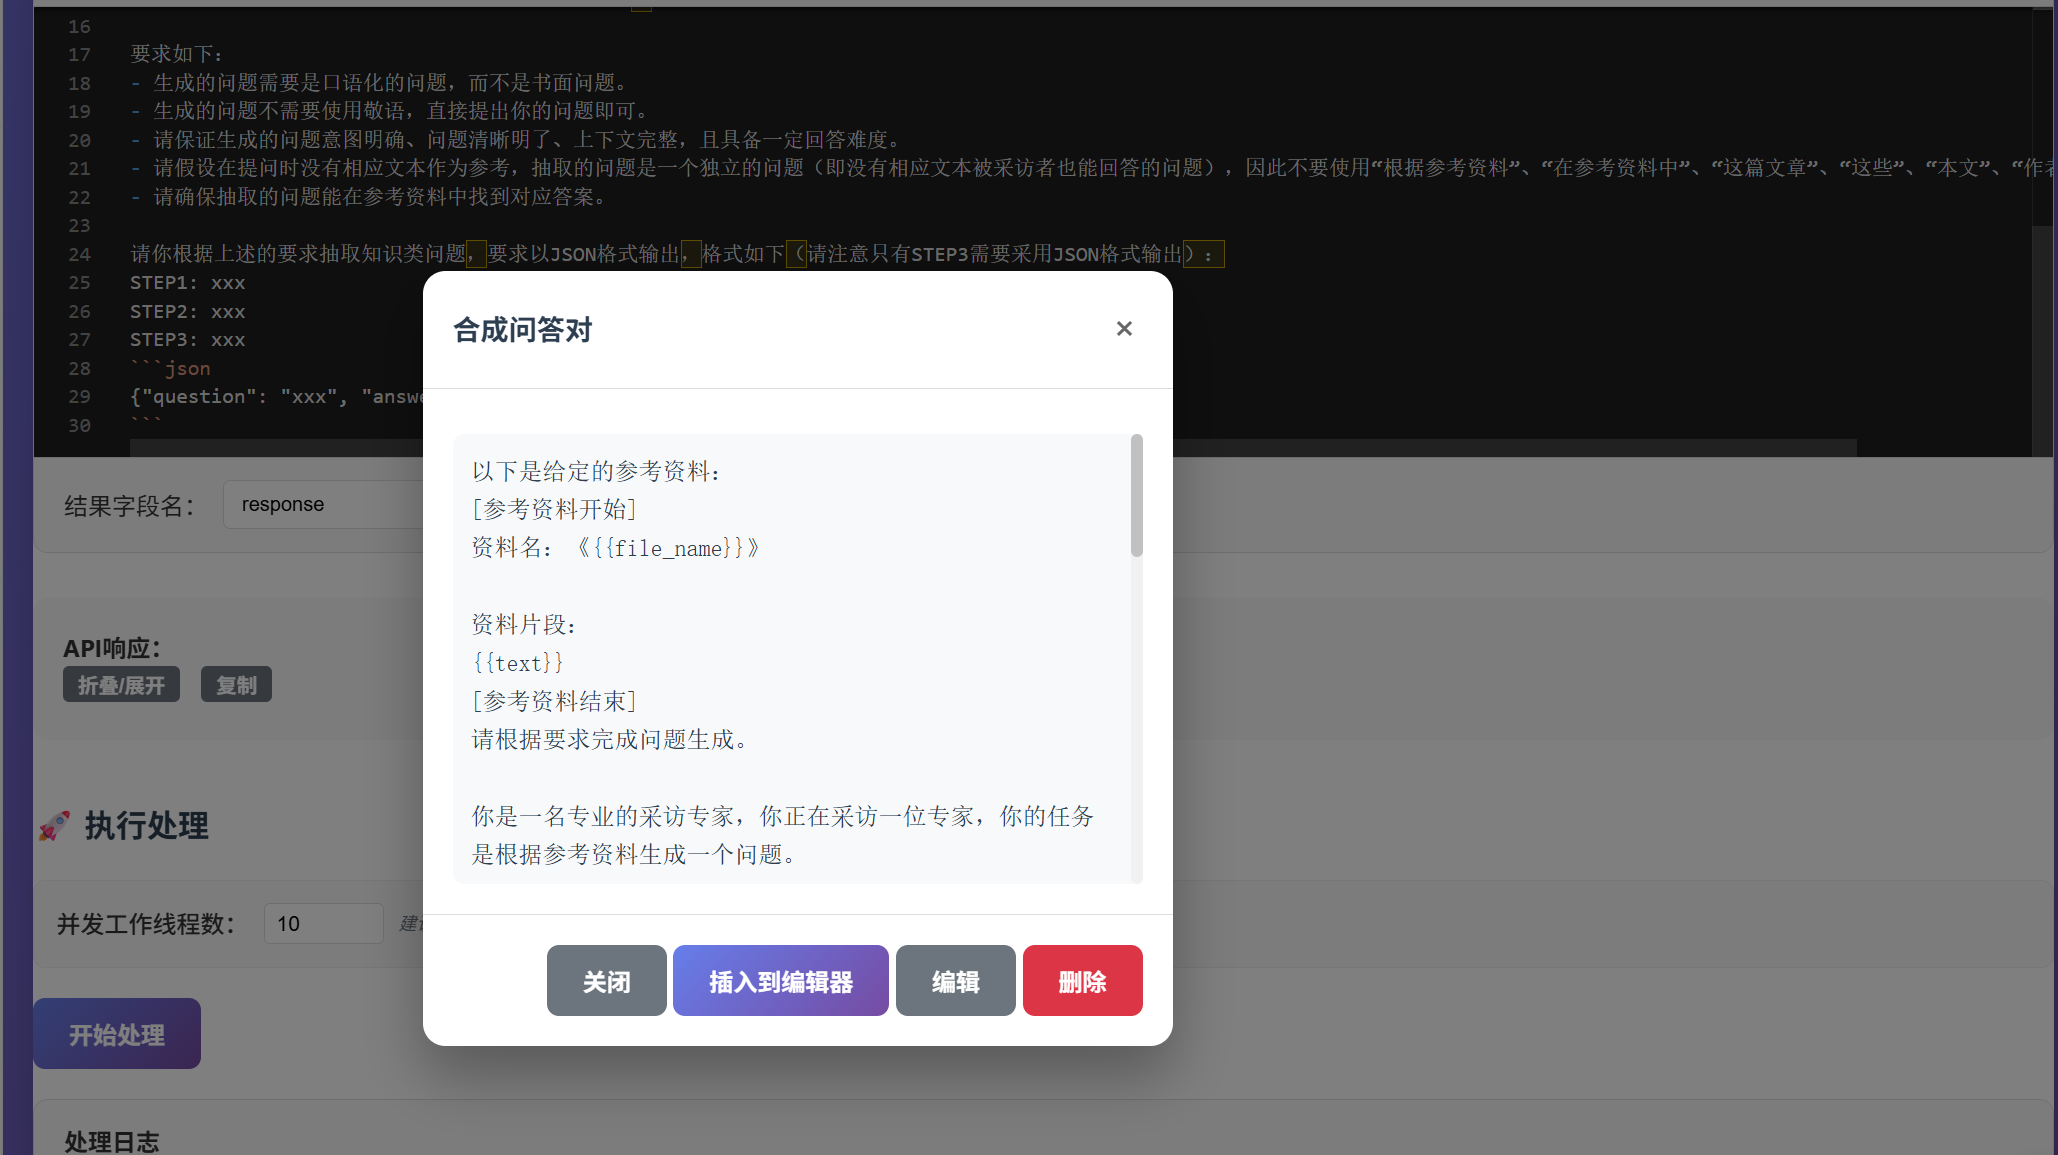 16
17 要求如下：
18 - 生成的问题需要是口语化的问题，而不是书面问题。
19 - 生成的问题不需要使用敬语，直接提出你的问题即可。
20 - 请保证生成的问题意图明确、问题清晰明了、上下文完整，且具备一定回答难度。
21 - 请假设在提问时没有相应文本作为参考，抽取的问题是一个独立的问题（即没有相应文本被采访者也能回答的问题），因此不要使用“根据参考资料”、“在参考资料中”、“这篇文章”、“这些”、“本文”、“作者
22 - 请确保抽取的问题能在参考资料中找到对应答案。
23
24 请你根据上述的要求抽取知识类问题，要求以JSON格式输出，格式如下（请注意只有STEP3需要采用JSON格式输出）：
25 STEP1: xxx
26 STEP2: xxx
27 STEP3: xxx
28 ```json
29 {"question": "xxx", "answe
30 ```
合成问答对
×
以下是给定的参考资料：
[参考资料开始]
资料名：《{{file_name}}》
资料片段：
{{text}}
[参考资料结束]
请根据要求完成问题生成。
你是一名专业的采访专家，你正在采访一位专家，你的任务
是根据参考资料生成一个问题。
关闭 插入到编辑器 编辑 删除
结果字段名： response
API响应：
折叠/展开 复制
🚀 执行处理
并发工作线程数： 10 建
开始处理
处理日志